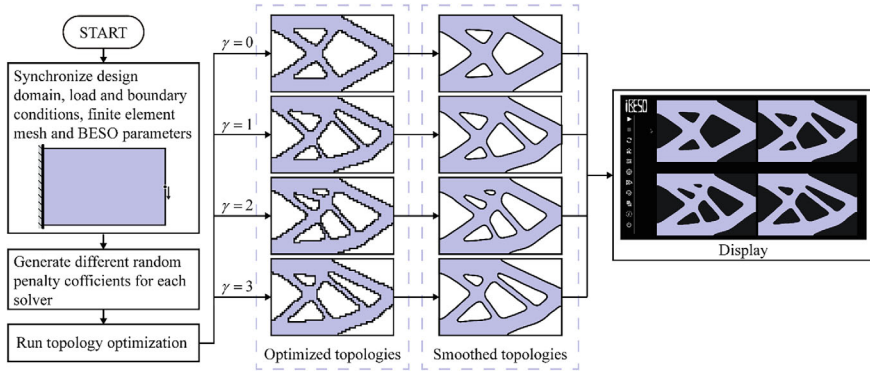 START
Synchronize design
domain, load and boundary
conditions, finite element
mesh and BESO parameters
Generate different random
penalty cofficients for each
solver
Run topology optimization
γ = 0
γ = 1
γ = 2
γ = 3
Optimized topologies
Smoothed topologies
iBESO
Display